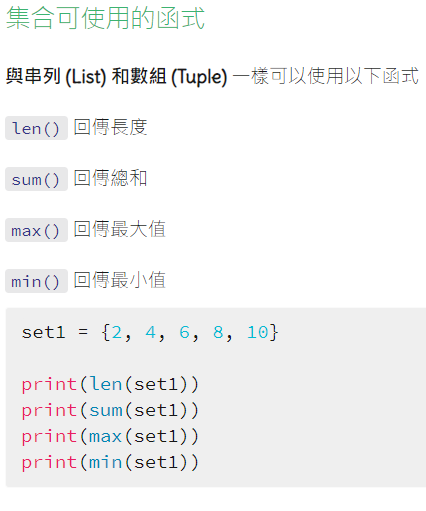 集合可使用的函式
與串列 (List) 和數組 (Tuple) 一樣可以使用以下函式
len() 回傳長度
sum() 回傳總和
max() 回傳最大值
min() 回傳最小值
set1 = {2, 4, 6, 8, 10}
print(len(set1))
print(sum(set1))
print(max(set1))
print(min(set1))